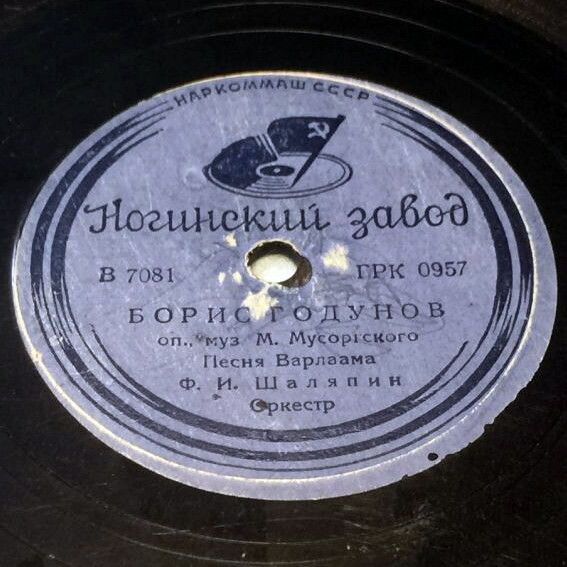 НАРКОММАШ СССР
Ногинский завод
В 7081 ГРК 0957
БОРИС ГОДУНОВ
оп., муз М. Мусоргского
Песня Варлаама
Ф. И. Шаляпин
Оркестр